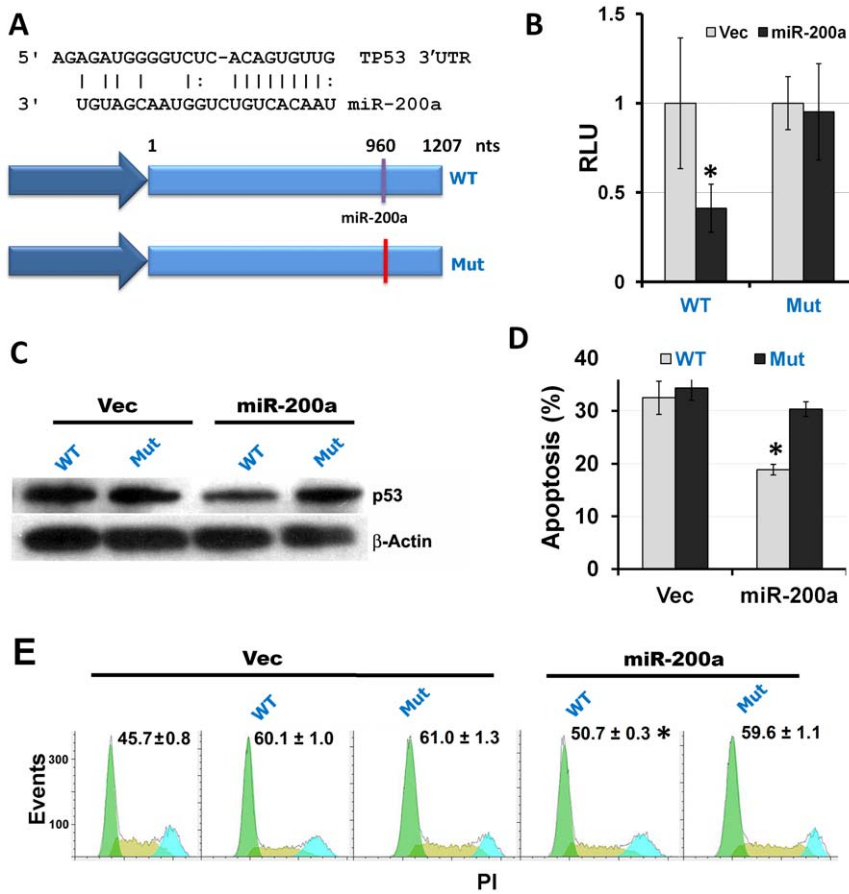 A
5' AGAGAUGGGGUCUC-ACAGUGUUG TP53 3'UTR
3' UGUAGCAAUGGUCUGUCACAAU miR-200a
1 960 1207 nts
WT
miR-200a
Mut
B
Vec miR-200a
1.5
1
0.5
0
RLU
*
WT Mut
C
Vec miR-200a
WT Mut WT Mut
p53
β-Actin
D
WT Mut
40
30
20
10
0
Apoptosis (%)
*
Vec miR-200a
E
Vec miR-200a
WT Mut WT Mut
45.7±0.8 60.1 ± 1.0 61.0 ± 1.3 50.7 ± 0.3 * 59.6 ± 1.1
300
100
Events
PI